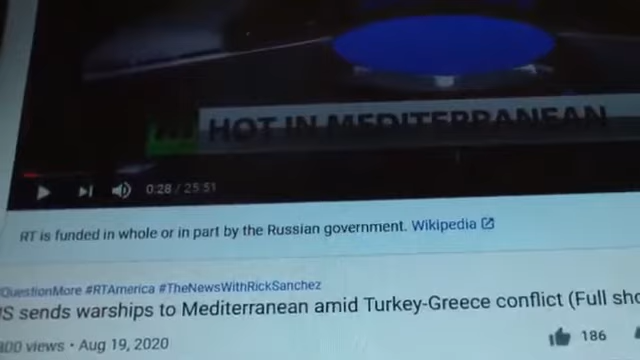 HOT IN MEDITERRANEAN
0:28 / 25:51
RT is funded in whole or in part by the Russian government. Wikipedia
#RTAmerica #TheNewsWithRickSanchez
sends warships to Mediterranean amid Turkey-Greece conflict (Full
views • Aug 19, 2020
186